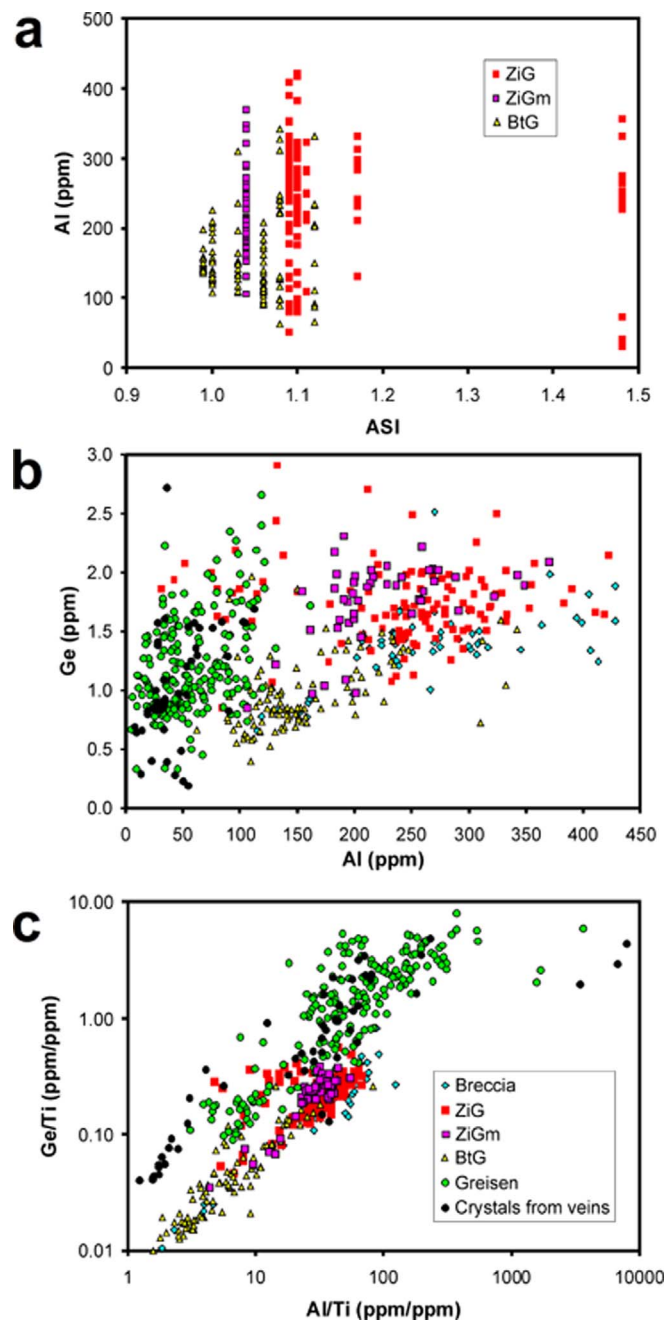 a
500
400
300
200
100
0
Al (ppm)
ZiG
ZiGm
BtG
0.9 1.0 1.1 1.2 1.3 1.4 1.5
ASI
b
3.0
2.5
2.0
1.5
1.0
0.5
0.0
Ge (ppm)
0 50 100 150 200 250 300 350 400 450
Al (ppm)
c
10.00
1.00
0.10
0.01
Ge/Ti (ppm/ppm)
Breccia
ZiG
ZiGm
BtG
Greisen
Crystals from veins
1 10 100 1000 10000
Al/Ti (ppm/ppm)